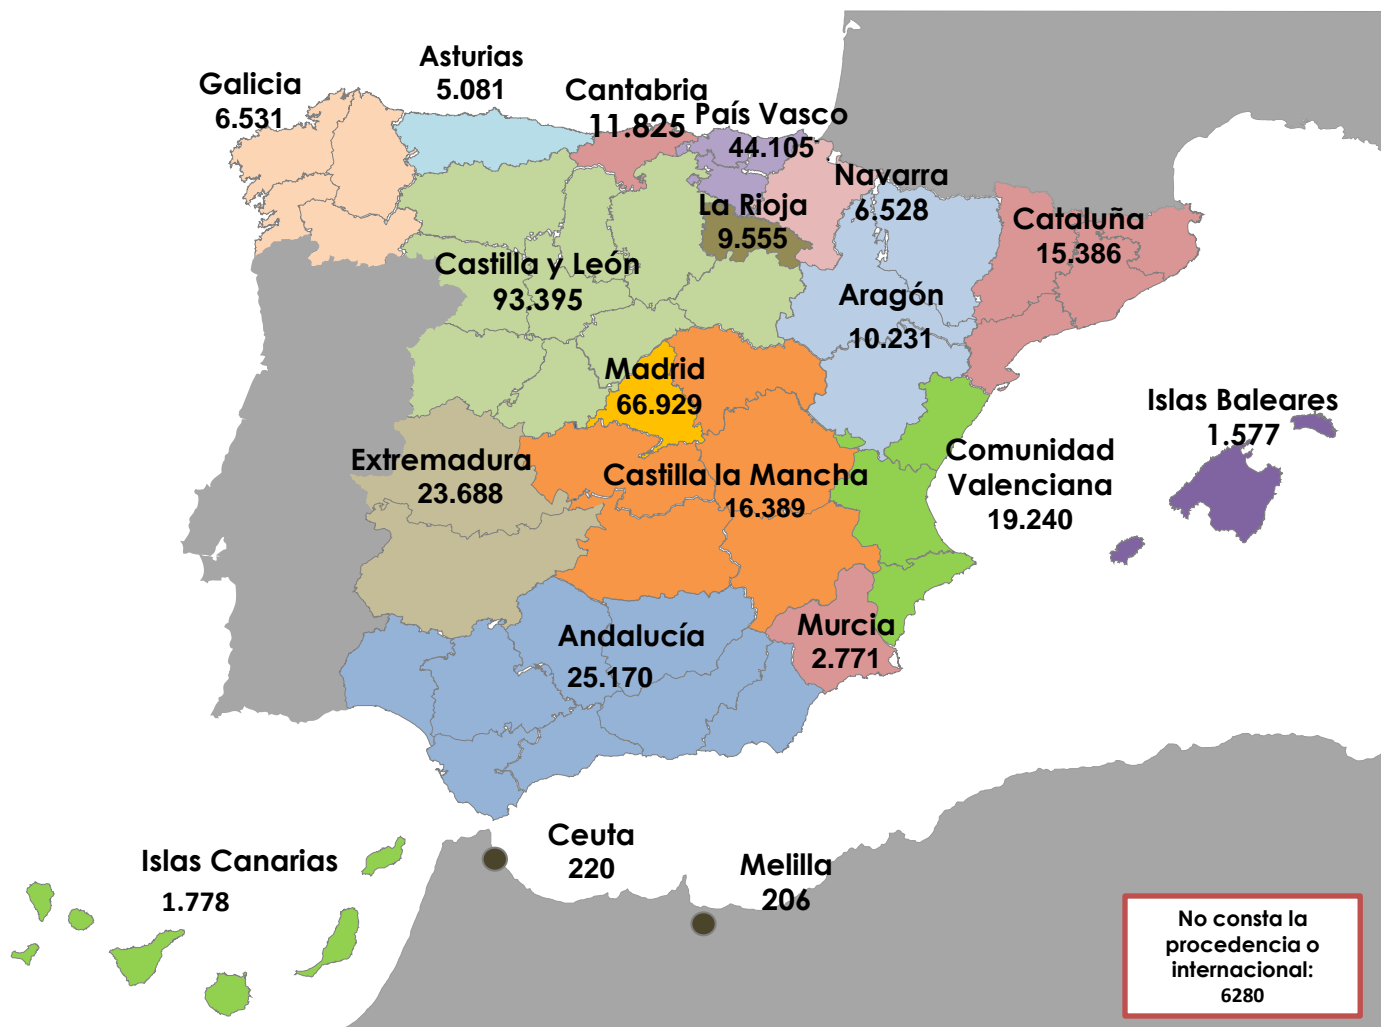 Asturias
5.081
Galicia
6.531
Cantabria
11.825
País Vasco
44.105
Navarra
6.528
La Rioja
9.555
Cataluña
15.386
Castilla y León
93.395
Aragón
10.231
Madrid
66.929
Islas Baleares
1.577
Extremadura
23.688
Castilla la Mancha
16.389
Comunidad
Valenciana
19.240
Andalucía
25.170
Murcia
2.771
Ceuta
220
Islas Canarias
1.778
Melilla
206
No consta la
procedencia o
internacional:
6280